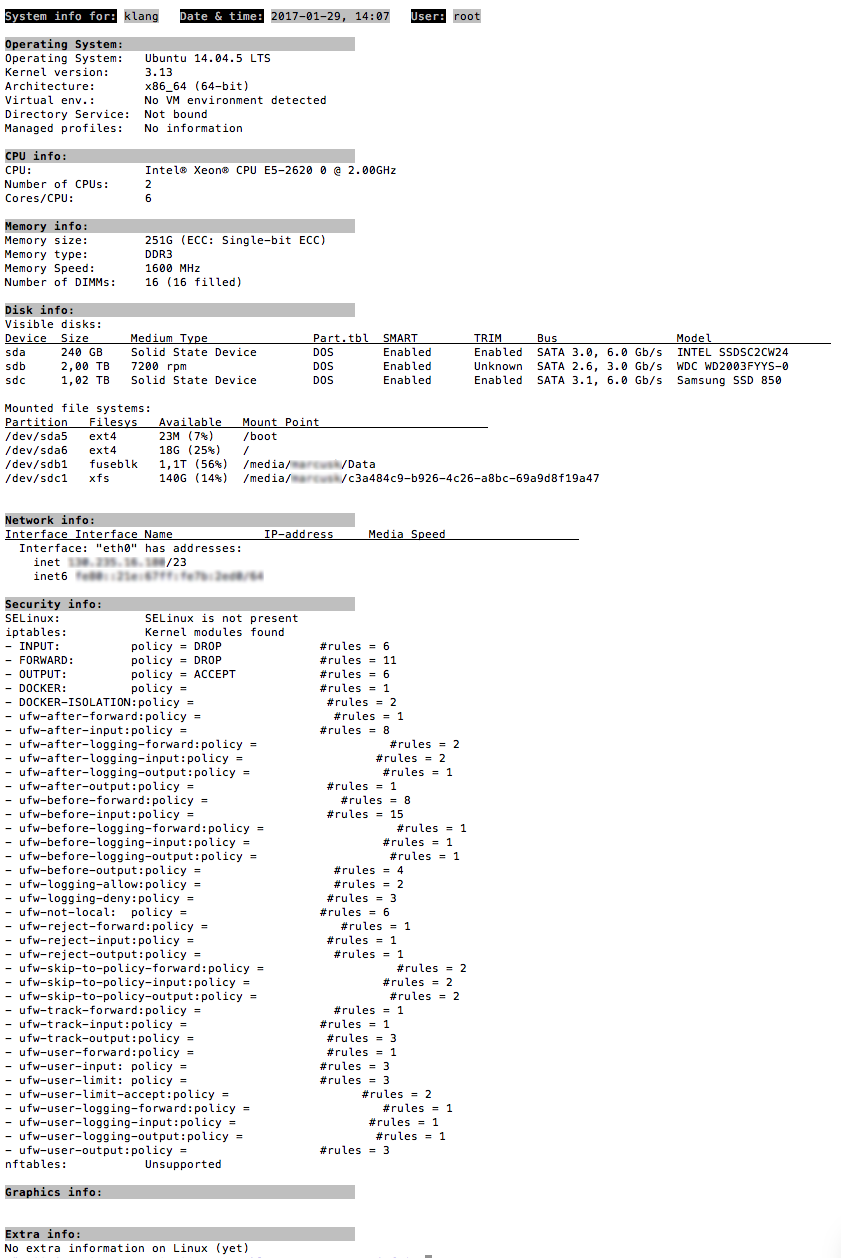 System info for: klang   Date & time: 2017-01-29, 14:07   User: root
Operating System:
Operating System:   Ubuntu 14.04.5 LTS
Kernel version:     3.13
Architecture:       x86_64 (64-bit)
Virtual env.:       No VM environment detected
Directory Service:  Not bound
Managed profiles:   No information
CPU info:
CPU:                Intel® Xeon® CPU E5-2620 0 @ 2.00GHz
Number of CPUs:     2
Cores/CPU:          6
Memory info:
Memory size:        251G (ECC: Single-bit ECC)
Memory type:        DDR3
Memory Speed:       1600 MHz
Number of DIMMs:    16 (16 filled)
Disk info:
Visible disks:
Device  Size      Medium Type               Part.tbl  SMART        TRIM     Bus                 Model
sda     240 GB    Solid State Device        DOS       Enabled      Enabled  SATA 3.0, 6.0 Gb/s  INTEL SSDSC2CW24
sdb     2,00 TB   7200 rpm                  DOS       Enabled      Unknown  SATA 2.6, 3.0 Gb/s  WDC WD2003FYYS-0
sdc     1,02 TB   Solid State Device        DOS       Enabled      Enabled  SATA 3.1, 6.0 Gb/s  Samsung SSD 850
Mounted file systems:
Partition   Filesys   Available   Mount Point
/dev/sda5   ext4      23M (7%)    /boot
/dev/sda6   ext4      18G (25%)   /
/dev/sdb1   fuseblk   1,1T (56%)  /media/ /Data
/dev/sdc1   xfs       140G (14%)  /media/ /c3a484c9-b926-4c26-a8bc-69a9d8f19a47
Network info:
Interface Interface Name             IP-address     Media Speed
  Interface: "eth0" has addresses:
    inet /23
    inet6
Security info:
SELinux:            SELinux is not present
iptables:           Kernel modules found
- INPUT:          policy = DROP              #rules = 6
- FORWARD:        policy = DROP              #rules = 11
- OUTPUT:         policy = ACCEPT            #rules = 6
- DOCKER:         policy =                   #rules = 1
- DOCKER-ISOLATION:policy =                   #rules = 2
- ufw-after-forward:policy =                   #rules = 1
- ufw-after-input:policy =                   #rules = 8
- ufw-after-logging-forward:policy =                   #rules = 2
- ufw-after-logging-input:policy =                   #rules = 2
- ufw-after-logging-output:policy =                   #rules = 1
- ufw-after-output:policy =                   #rules = 1
- ufw-before-forward:policy =                   #rules = 8
- ufw-before-input:policy =                   #rules = 15
- ufw-before-logging-forward:policy =                   #rules = 1
- ufw-before-logging-input:policy =                   #rules = 1
- ufw-before-logging-output:policy =                   #rules = 1
- ufw-before-output:policy =                   #rules = 4
- ufw-logging-allow:policy =                   #rules = 2
- ufw-logging-deny:policy =                   #rules = 3
- ufw-not-local:  policy =                   #rules = 6
- ufw-reject-forward:policy =                   #rules = 1
- ufw-reject-input:policy =                   #rules = 1
- ufw-reject-output:policy =                   #rules = 1
- ufw-skip-to-policy-forward:policy =                   #rules = 2
- ufw-skip-to-policy-input:policy =                   #rules = 2
- ufw-skip-to-policy-output:policy =                   #rules = 2
- ufw-track-forward:policy =                   #rules = 1
- ufw-track-input:policy =                   #rules = 1
- ufw-track-output:policy =                   #rules = 3
- ufw-user-forward:policy =                   #rules = 1
- ufw-user-input: policy =                   #rules = 3
- ufw-user-limit: policy =                   #rules = 3
- ufw-user-limit-accept:policy =                   #rules = 2
- ufw-user-logging-forward:policy =                   #rules = 1
- ufw-user-logging-input:policy =                   #rules = 1
- ufw-user-logging-output:policy =                   #rules = 1
- ufw-user-output:policy =                   #rules = 3
nftables:           Unsupported
Graphics info:
Extra info:
No extra information on Linux (yet)